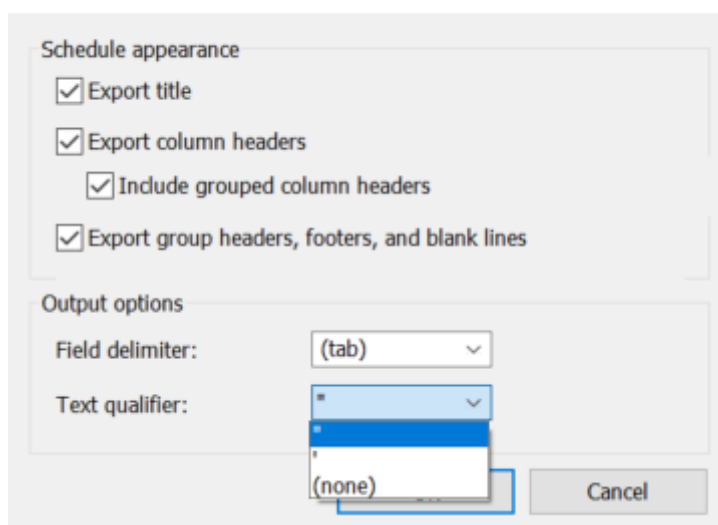 Schedule appearance
Export title
Export column headers
Include grouped column headers
Export group headers, footers, and blank lines
Output options
Field delimiter: (tab)
Text qualifier: "
"
'
(none)
Cancel